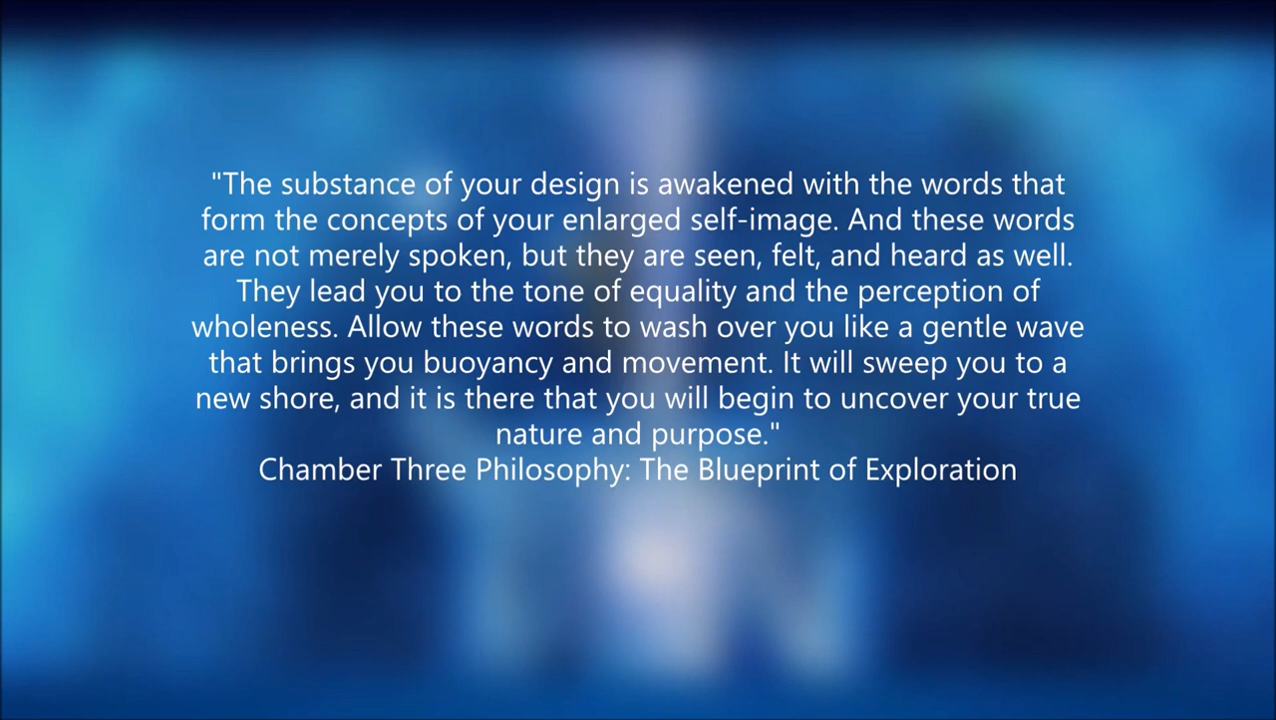 "The substance of your design is awakened with the words that
form the concepts of your enlarged self-image. And these words
are not merely spoken, but they are seen, felt, and heard as well.
They lead you to the tone of equality and the perception of
wholeness. Allow these words to wash over you like a gentle wave
that brings you buoyancy and movement. It will sweep you to a
new shore, and it is there that you will begin to uncover your true
nature and purpose."
Chamber Three Philosophy: The Blueprint of Exploration